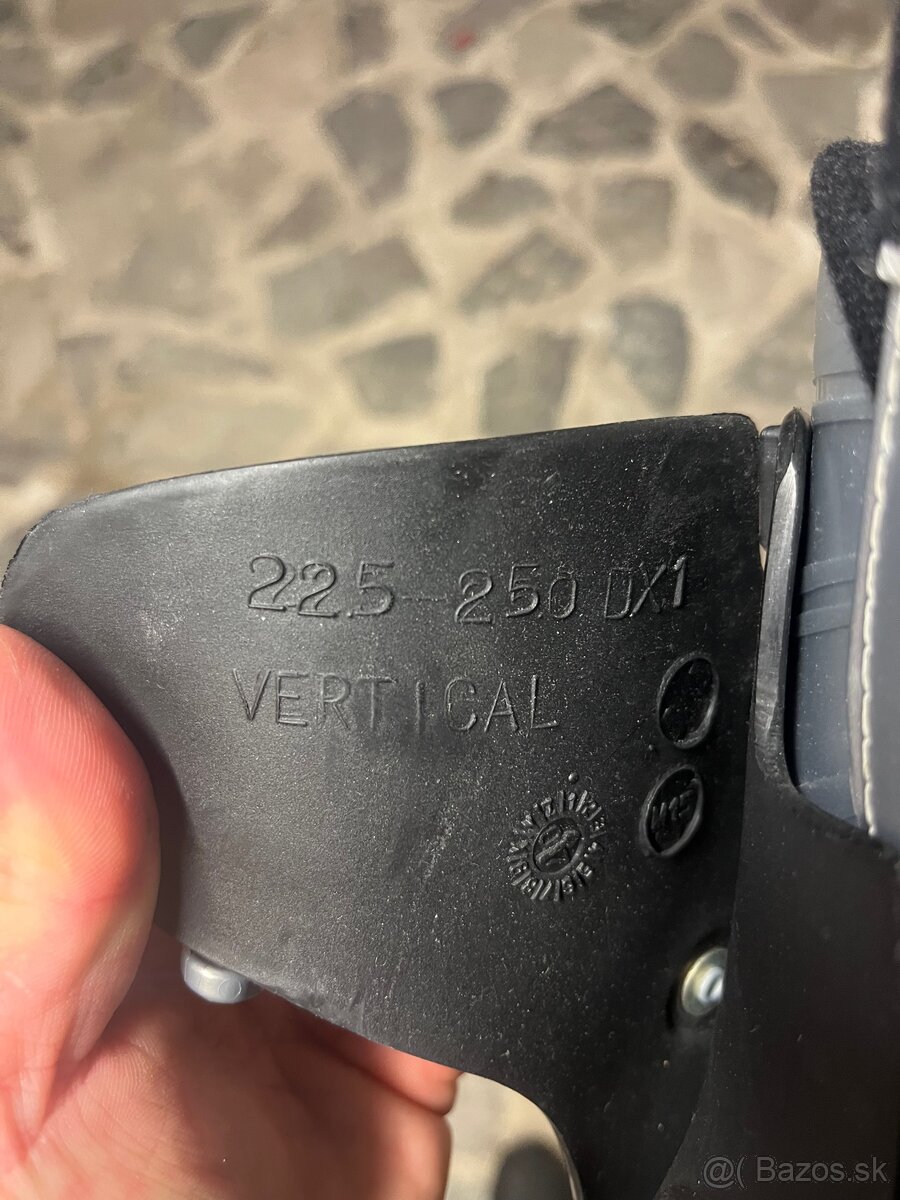 22.5-25.0 DX1
VERTICAL
@( Bazos.sk